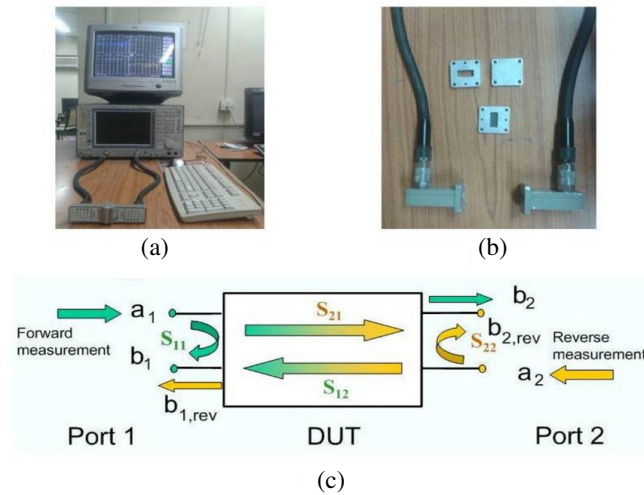 (a)
(b)
a1
S11
Forward
measurement
b1
b1,rev
S21
S12
b2
b2,rev
S22
Reverse
measurement
a2
Port 1
DUT
Port 2
(c)